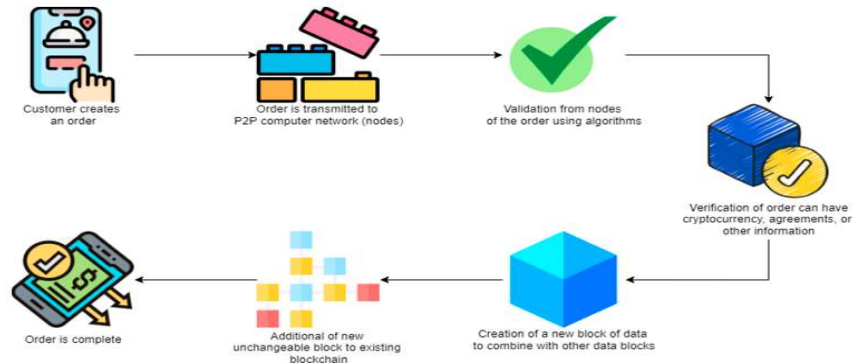 Customer creates
an order
Order is transmitted to
P2P computer network (nodes)
Validation from nodes
of the order using algorithms
Verification of order can have
cryptocurrency, agreements, or
other information
Creation of a new block of data
to combine with other data blocks
Additional of new
unchangeable block to existing
blockchain
Order is complete